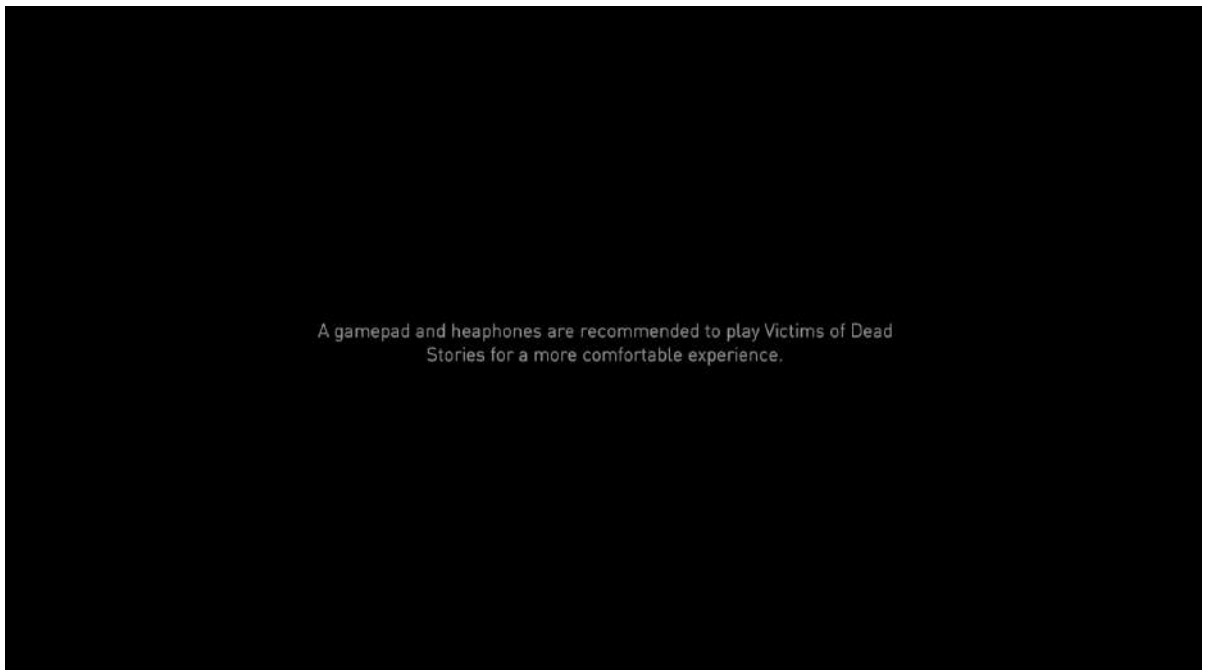 A gamepad and heaphones are recommended to play Victims of Dead
Stories for a more comfortable experience.